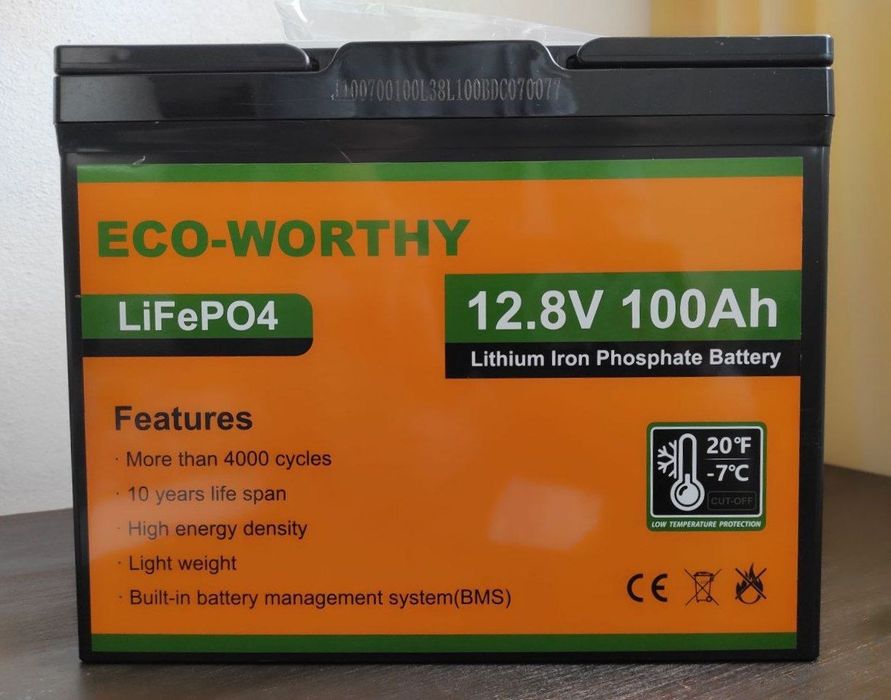 J100700100L38L100BDC070077
ECO-WORTHY
LiFePO4
12.8V 100Ah
Lithium Iron Phosphate Battery
Features
· More than 4000 cycles
· 10 years life span
· High energy density
· Light weight
· Built-in battery management system(BMS)
20°F
-7°C
CUT-OFF
LOW TEMPERATURE PROTECTION
CE